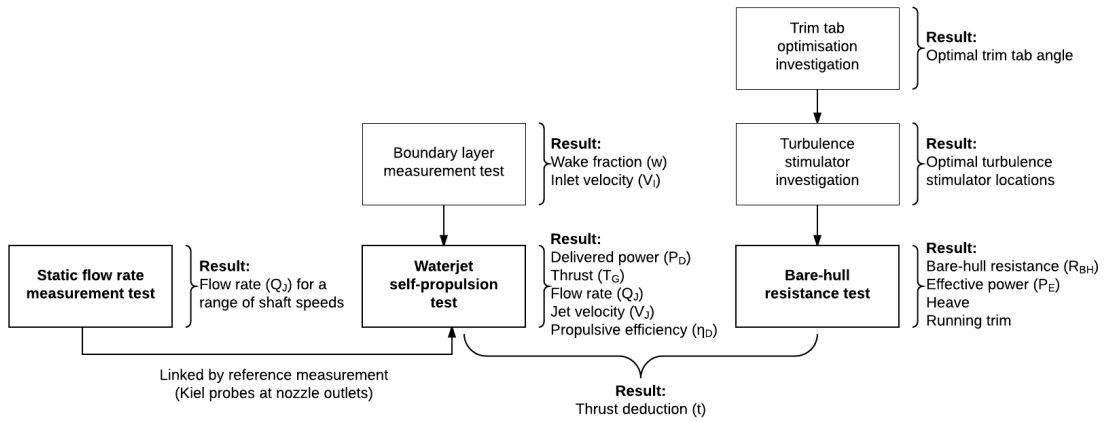 Trim tab
optimisation
investigation
Result:
Optimal trim tab angle
Boundary layer
measurement test
Result:
Wake fraction (w)
Inlet velocity (VI)
Turbulence
stimulator
investigation
Result:
Optimal turbulence
stimulator locations
Static flow rate
measurement test
Result:
Flow rate (QJ) for a
range of shaft speeds
Waterjet
self-propulsion
test
Result:
Delivered power (PD)
Thrust (TG)
Flow rate (QJ)
Jet velocity (VJ)
Propulsive efficiency (ηD)
Bare-hull
resistance test
Result:
Bare-hull resistance (RBH)
Effective power (PE)
Heave
Running trim
Linked by reference measurement
(Kiel probes at nozzle outlets)
Result:
Thrust deduction (t)